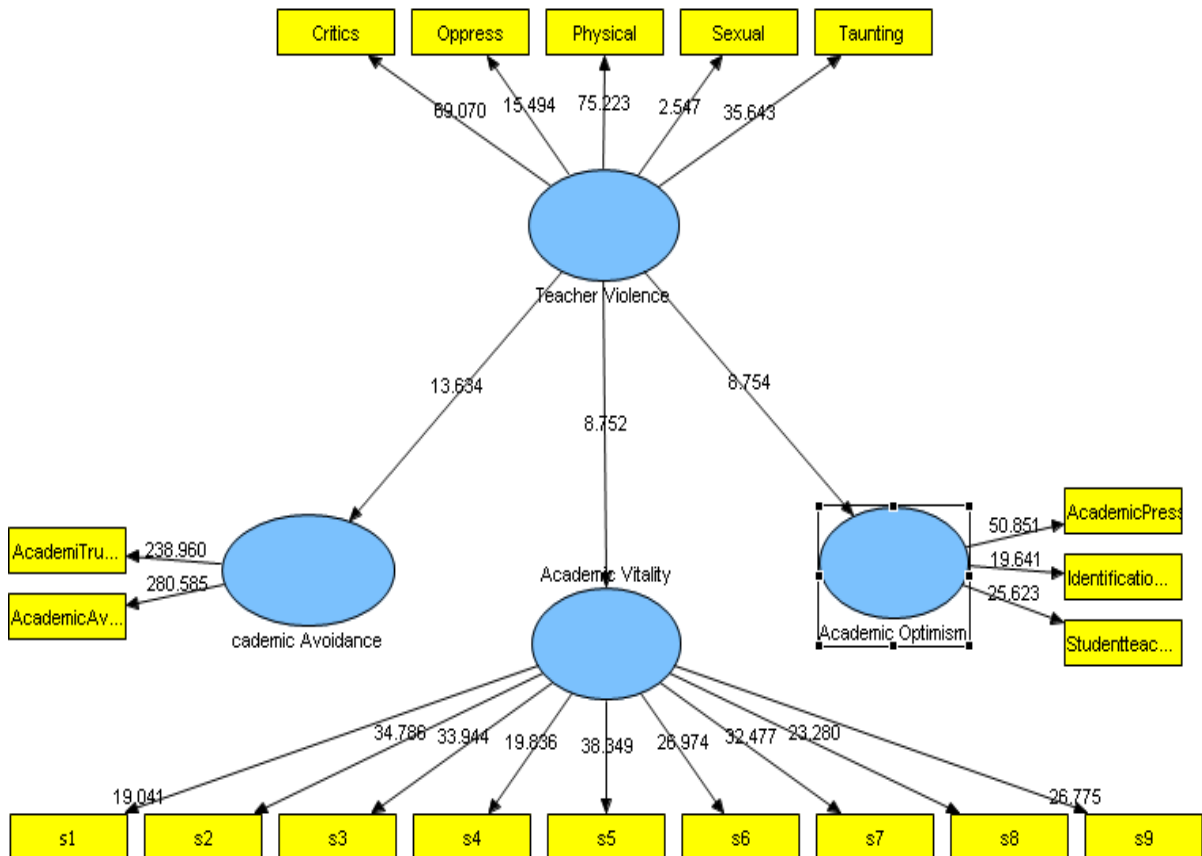 Critics
Oppress
Physical
Sexual
Taunting
69.070
15.494
75.223
2.547
35.643
Teacher Violence
13.634
8.752
8.754
AcademiTru...
AcademicAv...
238.960
280.585
cademic Avoidance
Academic Vitality
Academic Optimism
50.851
19.641
25.623
AcademicPress
Identificatio...
Studentteac...
19.041
34.786
33.944
19.836
38.349
26.974
32.477
23.280
26.775
s1
s2
s3
s4
s5
s6
s7
s8
s9